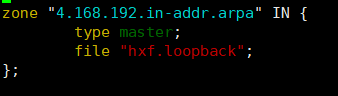 zone "4.168.192.in-addr.arpa" IN {
        type master;
        file "hxf.loopback";
};